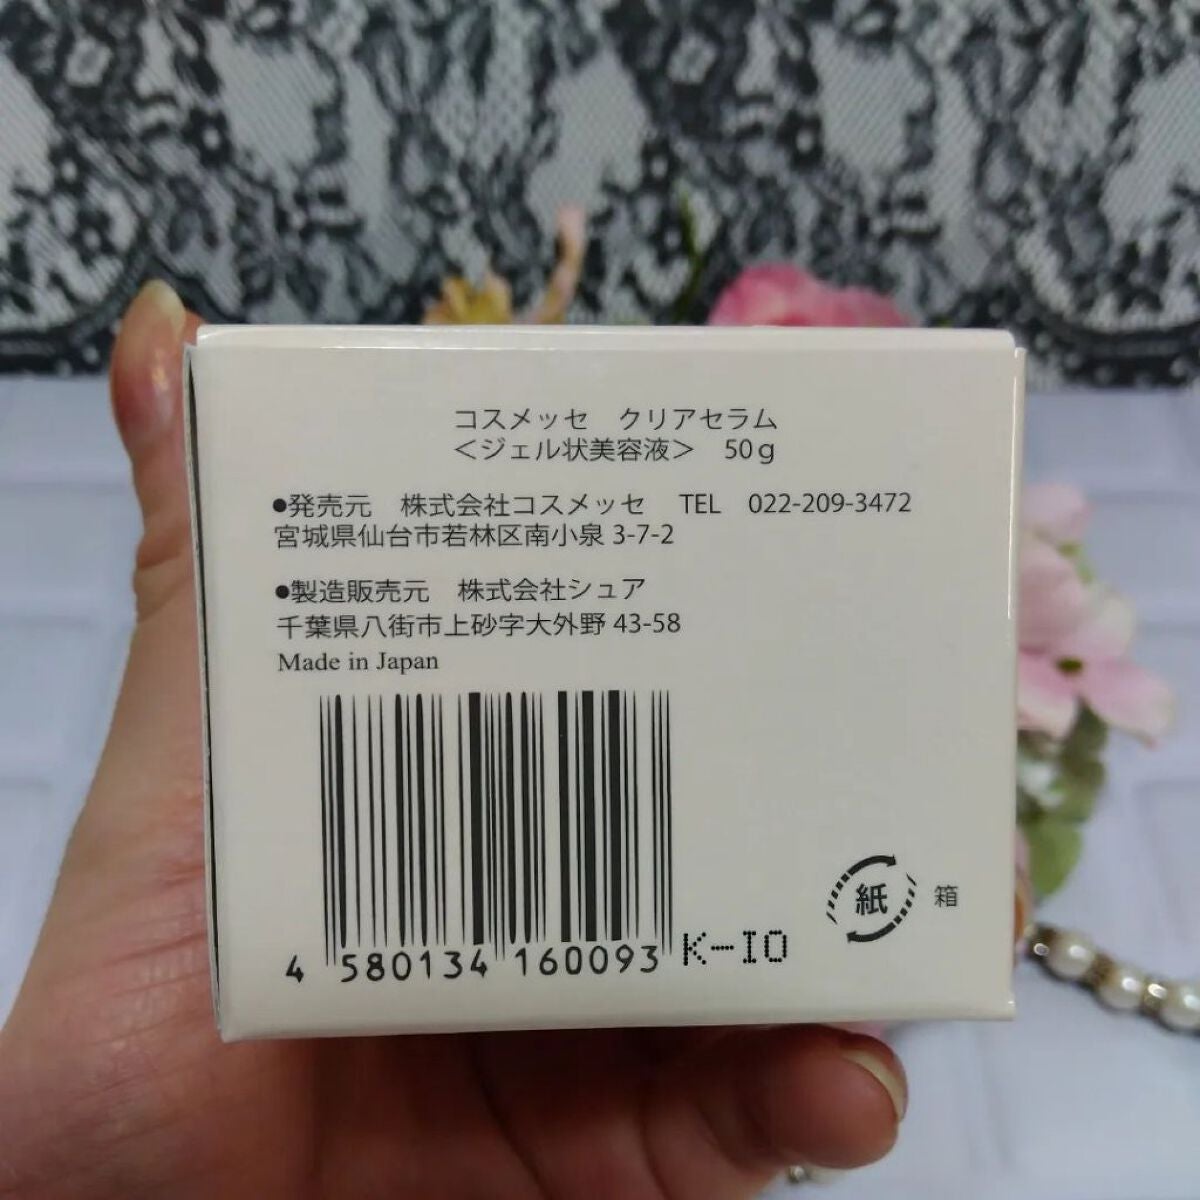 コスメッセ　クリアセラム
＜ジェル状美容液＞　50g
●発売元　株式会社コスメッセ　TEL　022-209-3472
宮城県仙台市若林区南小泉 3-7-2
●製造販売元　株式会社シュア
千葉県八街市上砂字大外野 43-58
Made in Japan
4 580134 160093 K-IO
紙 箱